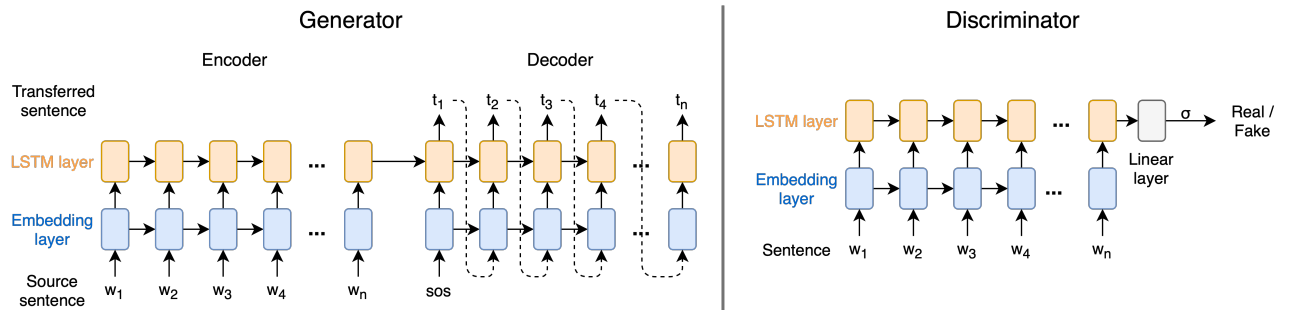 Generator
Encoder
Decoder
Transferred
sentence
t1 t2 t3 t4 tn
LSTM layer
... ...
Embedding
layer
... ...
Source
sentence
w1 w2 w3 w4 wn sos
Discriminator
LSTM layer
...
σ
Real /
Fake
Linear
layer
Embedding
layer
...
Sentence w1 w2 w3 w4 wn